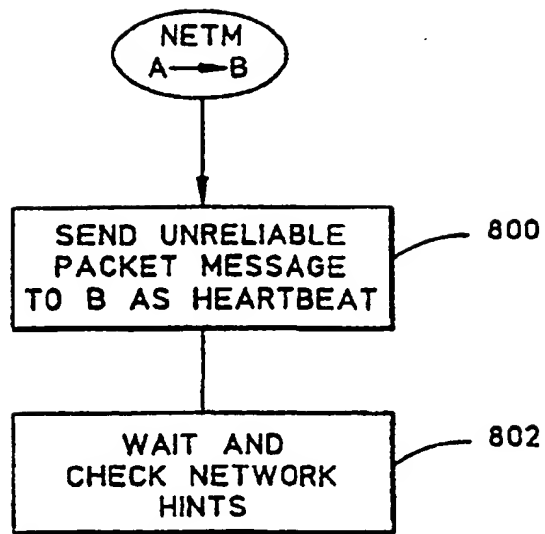 NETM
A → B
SEND UNRELIABLE
PACKET MESSAGE
TO B AS HEARTBEAT
800
WAIT AND
CHECK NETWORK
HINTS
802